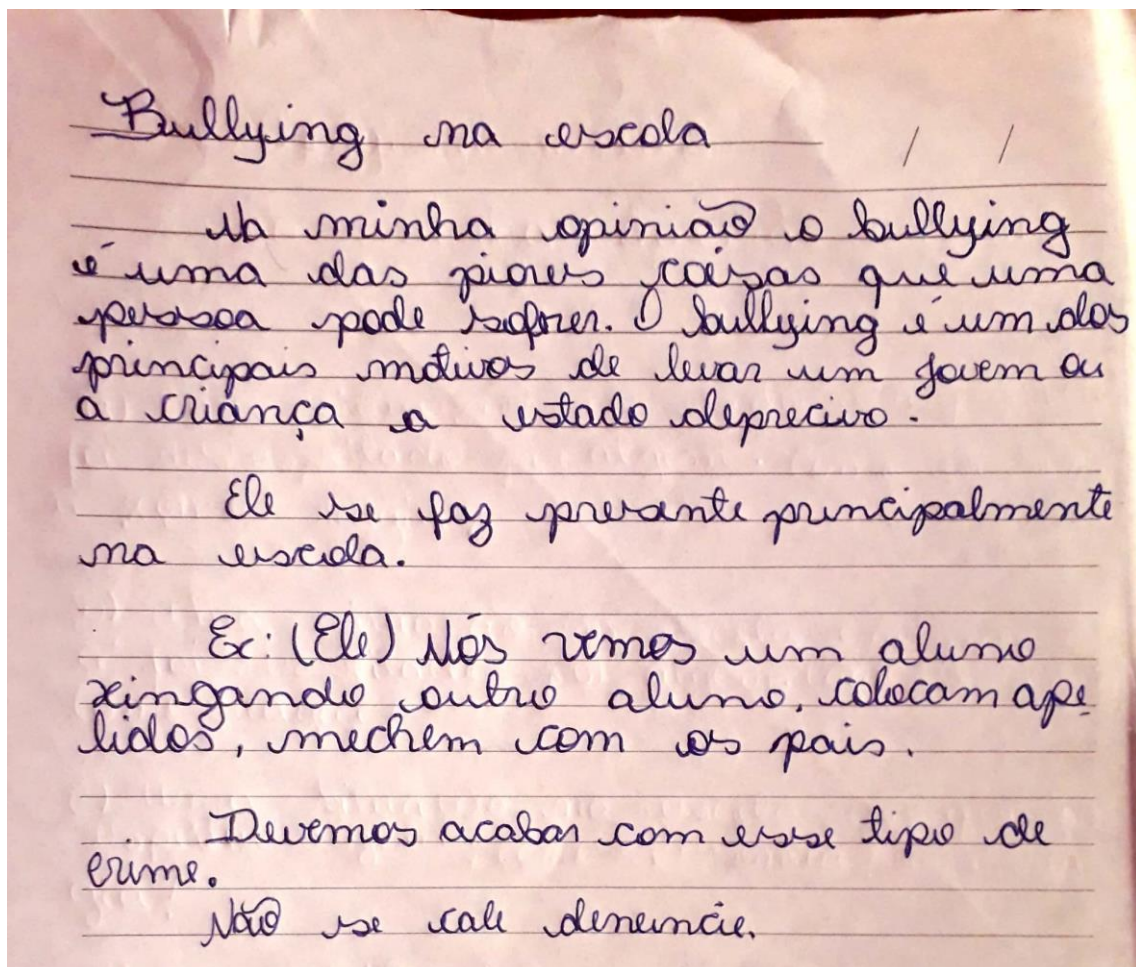 Bullying na escola / /
Na minha opinião o bullying
é uma das piores coisas que uma
pessoa pode sofrer. O bullying é um dos
principais motivos de levar um jovem ou
a criança a estado deprecivo.
Ele se faz presante principalmente
na escola.
Ex: (Ele) Nós vemos um aluno
xingando outro aluno, colocam ape
lidos, mechem com os pais.
Devemos acabar com esse tipo de
crime.
Não se cale denuncie.